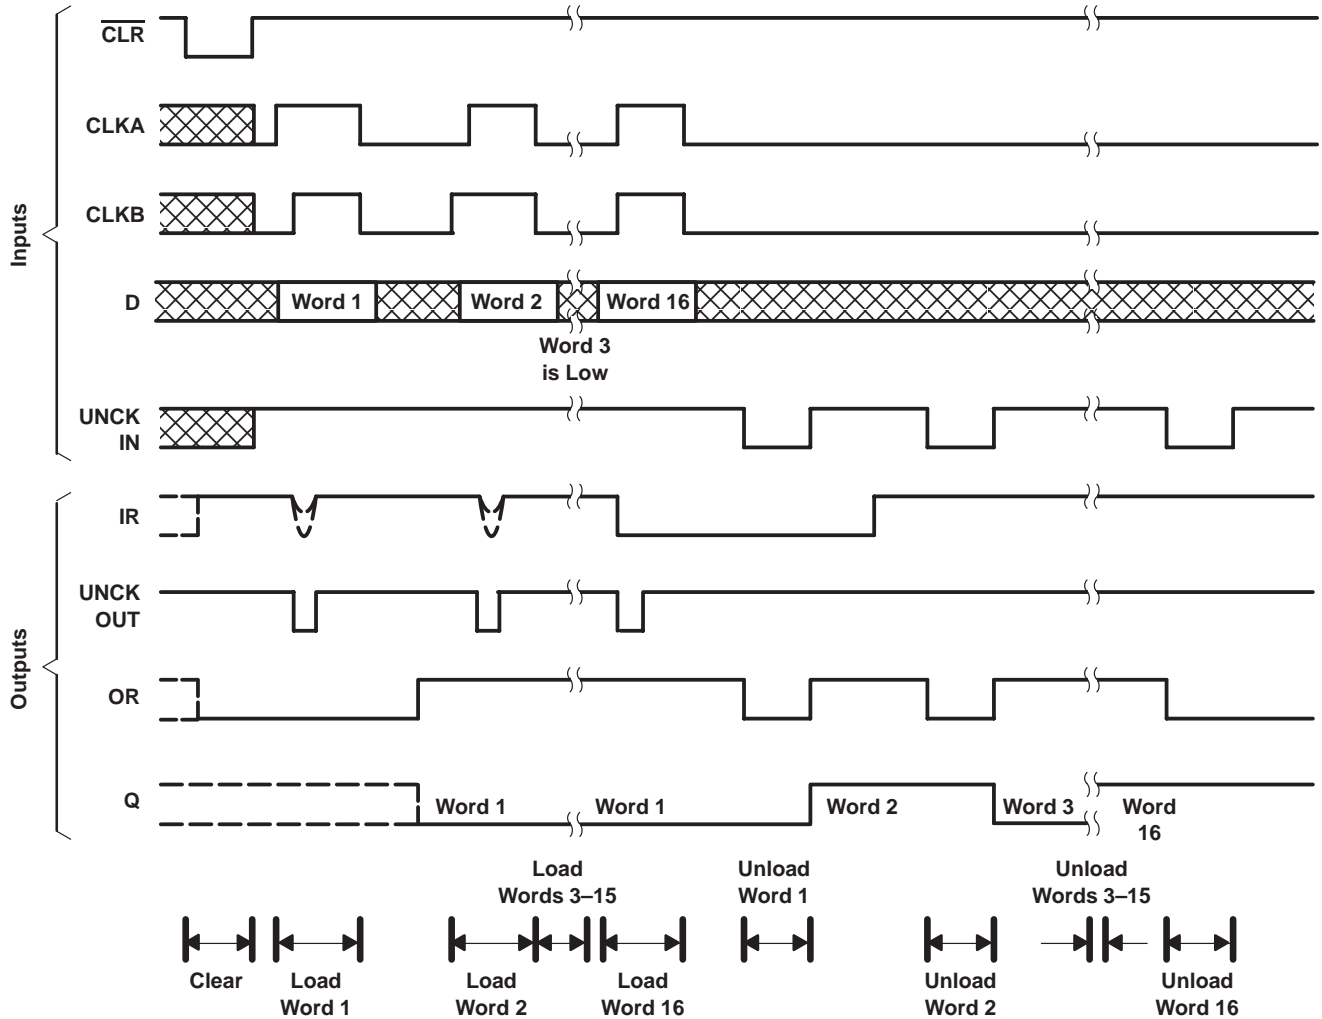 Inputs
CLR
CLKA
CLKB
D
Word 1
Word 2
Word 16
Word 3
is Low
UNCK
IN
Outputs
IR
UNCK
OUT
OR
Q
Word 1
Word 1
Word 2
Word 3
Word
16
Load
Words 3–15
Unload
Word 1
Unload
Words 3–15
Clear
Load
Word 1
Load
Word 2
Load
Word 16
Unload
Word 2
Unload
Word 16